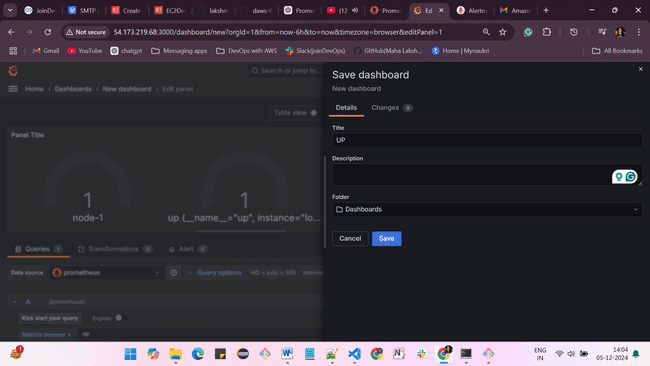 JoinDe
SMTP
Create
EC2De
laksh
daws-8
Prome
(12
Prome
Ed
Alertm
Amazo
Not secure
54.173.219.68:3000/dashboard/new?orgId=1&from=now-6h&to=now&timezone=browser&editPanel=1
Gmail
YouTube
chatgpt
Messaging apps
DevOps with AWS
Slack(joinDevOps)
GitHub(Maha Laksh...
Home | Mynaukri
All Bookmarks
Search or jump to...
Home > Dashboards > New dashboard > Edit panel
Table view
Panel Title
1
node-1
1
up {__name__="up", instance="lo...
Queries 1
Transformations 0
Alert 0
Data source
prometheus
Query options
MD = auto = 500
Interval
A
(prometheus)
Kick start your query
Explain
Metrics browser >
up
Save dashboard
New dashboard
Details
Changes
Title
UP
Description
Folder
Dashboards
Cancel
Save
ENG
IN
14:04
05-12-2024